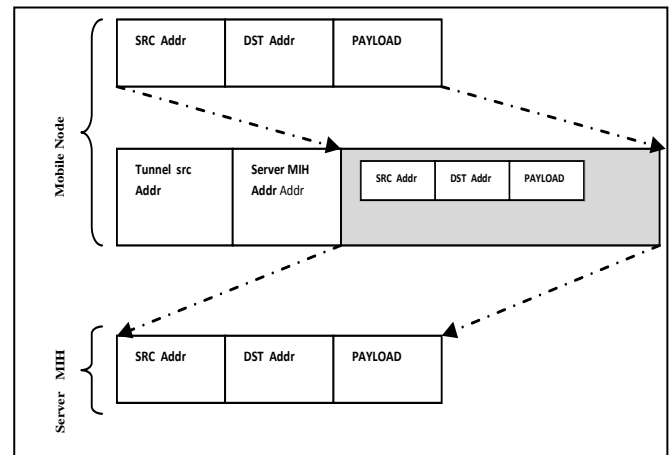 SRC Addr DST Addr PAYLOAD
Mobile Node
Tunnel src Server MIH
Addr Addr Addr
SRC Addr DST Addr PAYLOAD
SRC Addr DST Addr PAYLOAD
Server MIH